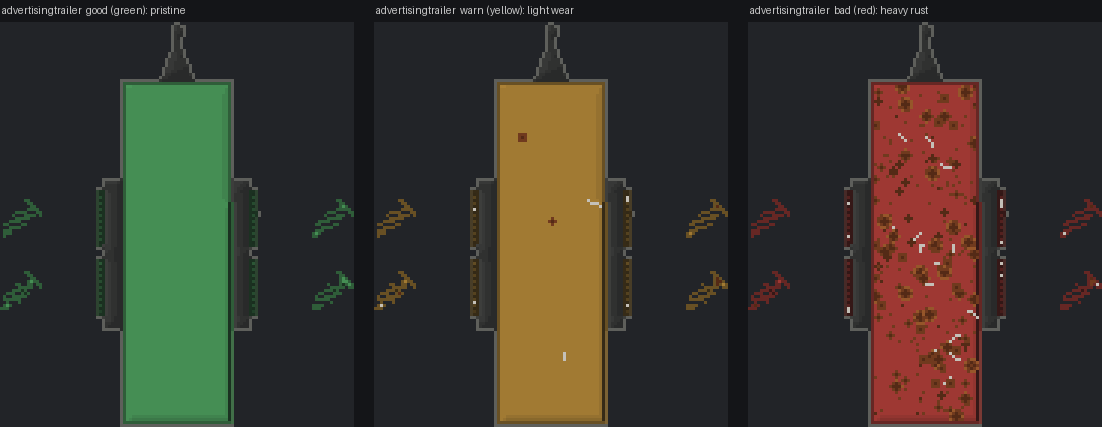 advertisingtrailer good (green): pristine
advertisingtrailer warn (yellow): light wear
advertisingtrailer bad (red): heavy rust